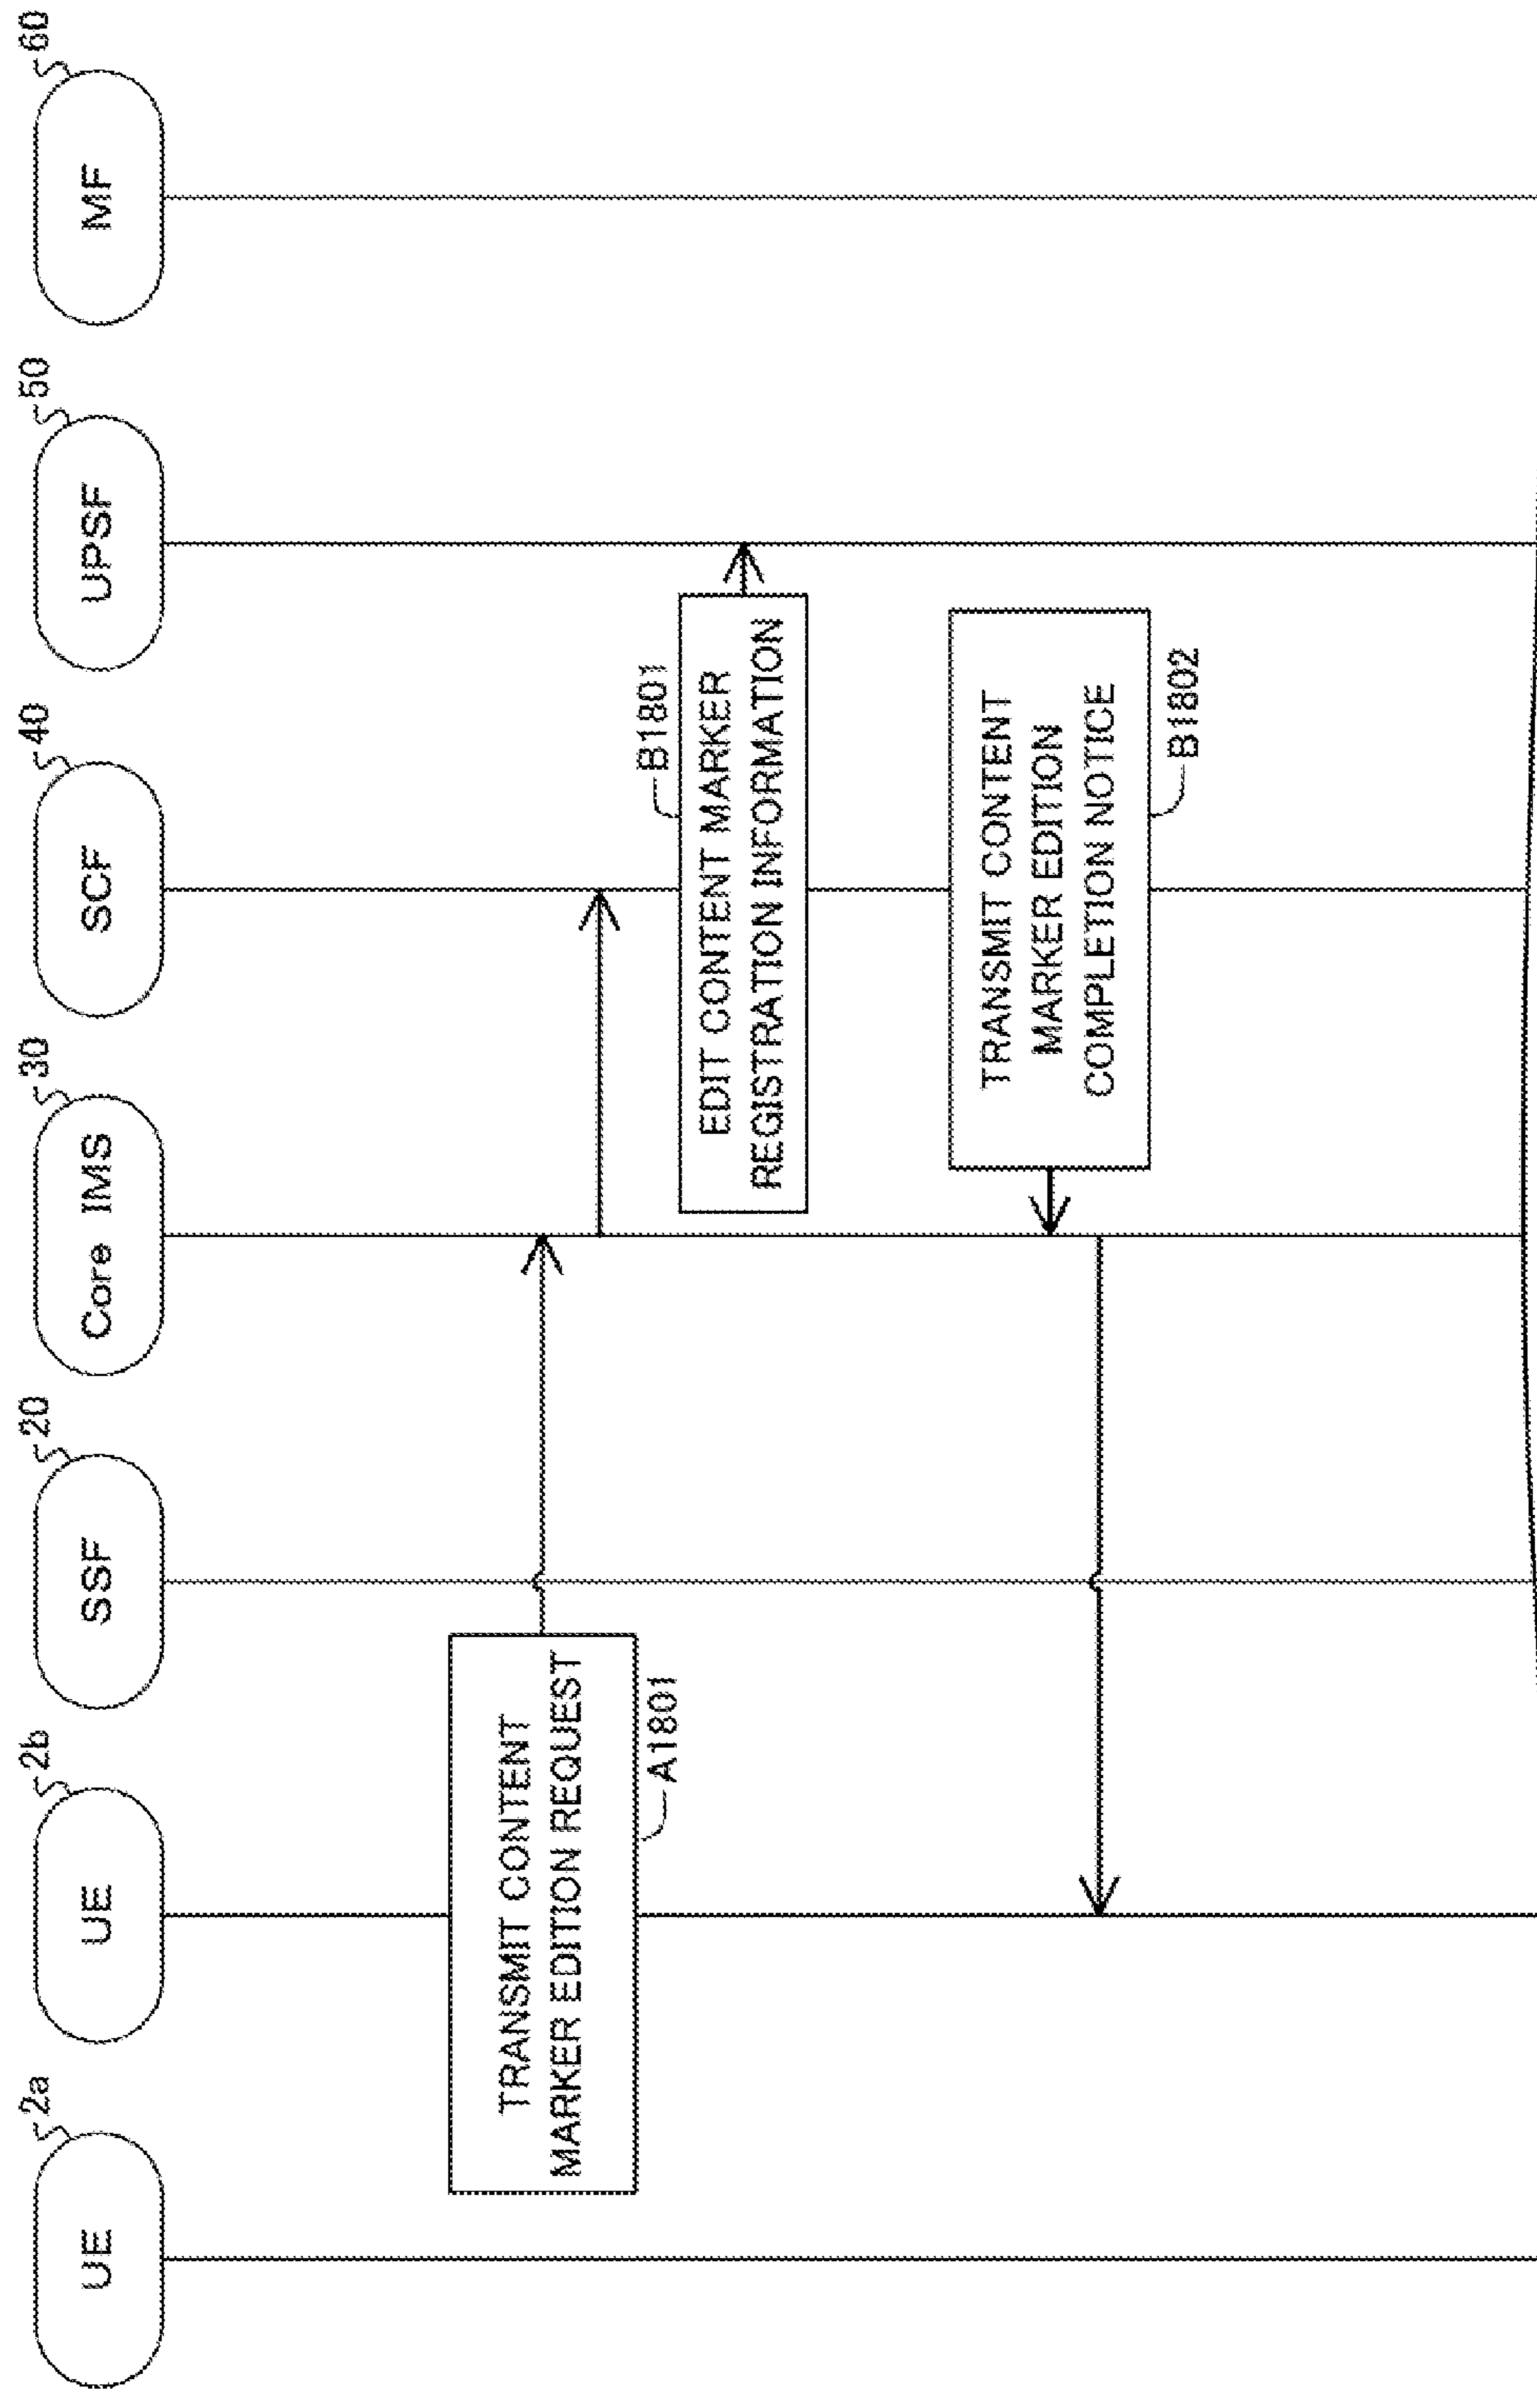 UE
2a
UE
2b
SSF
20
Core IMS
30
SCF
40
UPSF
50
MF
60
TRANSMIT CONTENT
MARKER EDITION REQUEST
A1801
B1801
EDIT CONTENT MARKER
REGISTRATION INFORMATION
TRANSMIT CONTENT
MARKER EDITION
COMPLETION NOTICE
B1802